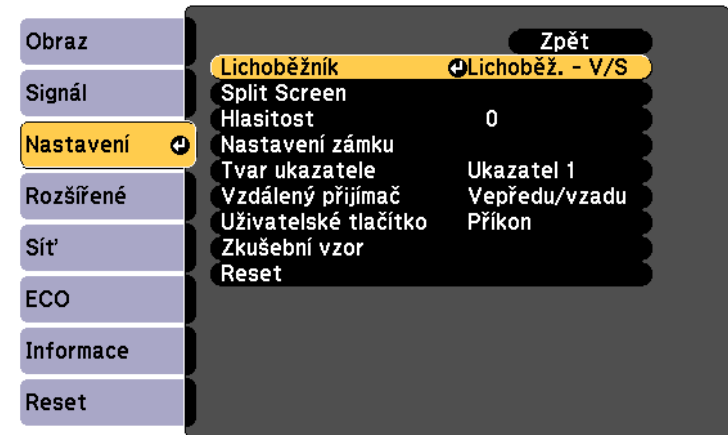 Obraz
Signál
Nastavení
Rozšířené
Síť
ECO
Informace
Reset
Zpět
Lichoběžník Lichoběž. - V/S
Split Screen
Hlasitost 0
Nastavení zámku
Tvar ukazatele Ukazatel 1
Vzdálený přijímač Vepředu/vzadu
Uživatelské tlačítko Příkon
Zkušební vzor
Reset